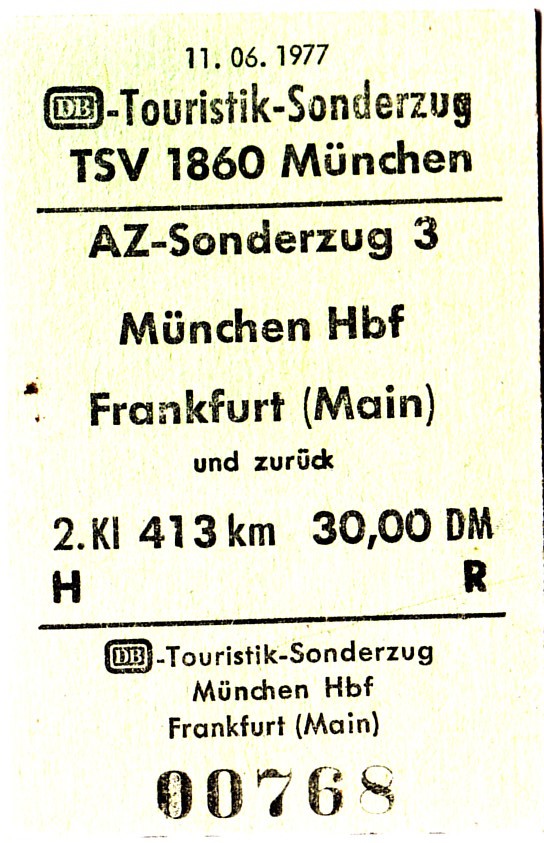 11. 06. 1977
DB-Touristik-Sonderzug
TSV 1860 München
AZ-Sonderzug 3
München Hbf
Frankfurt (Main)
und zurück
2. Kl 413 km 30,00 DM
H R
DB-Touristik-Sonderzug
München Hbf
Frankfurt (Main)
00768